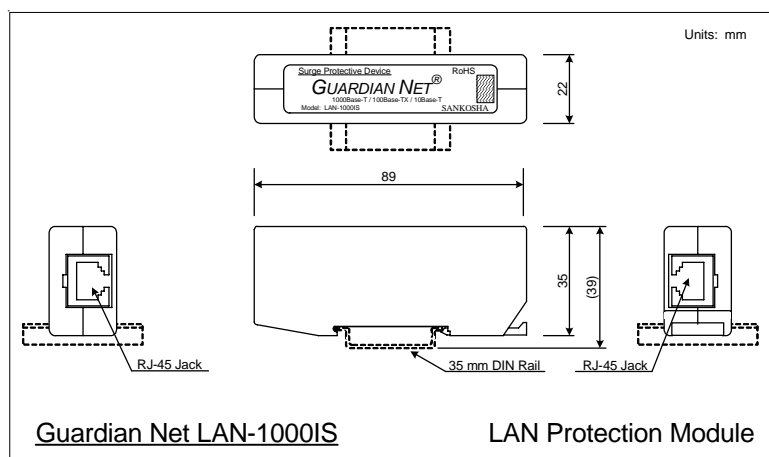 Units: mm
Surge Protective Device
RoHS
GUARDIAN NET®
1000Base-T / 100Base-TX / 10Base-T
Model: LAN-1000IS
SANKOSHA
22
89
35
(39)
RJ-45 Jack
35 mm DIN Rail
RJ-45 Jack
Guardian Net LAN-1000IS
LAN Protection Module